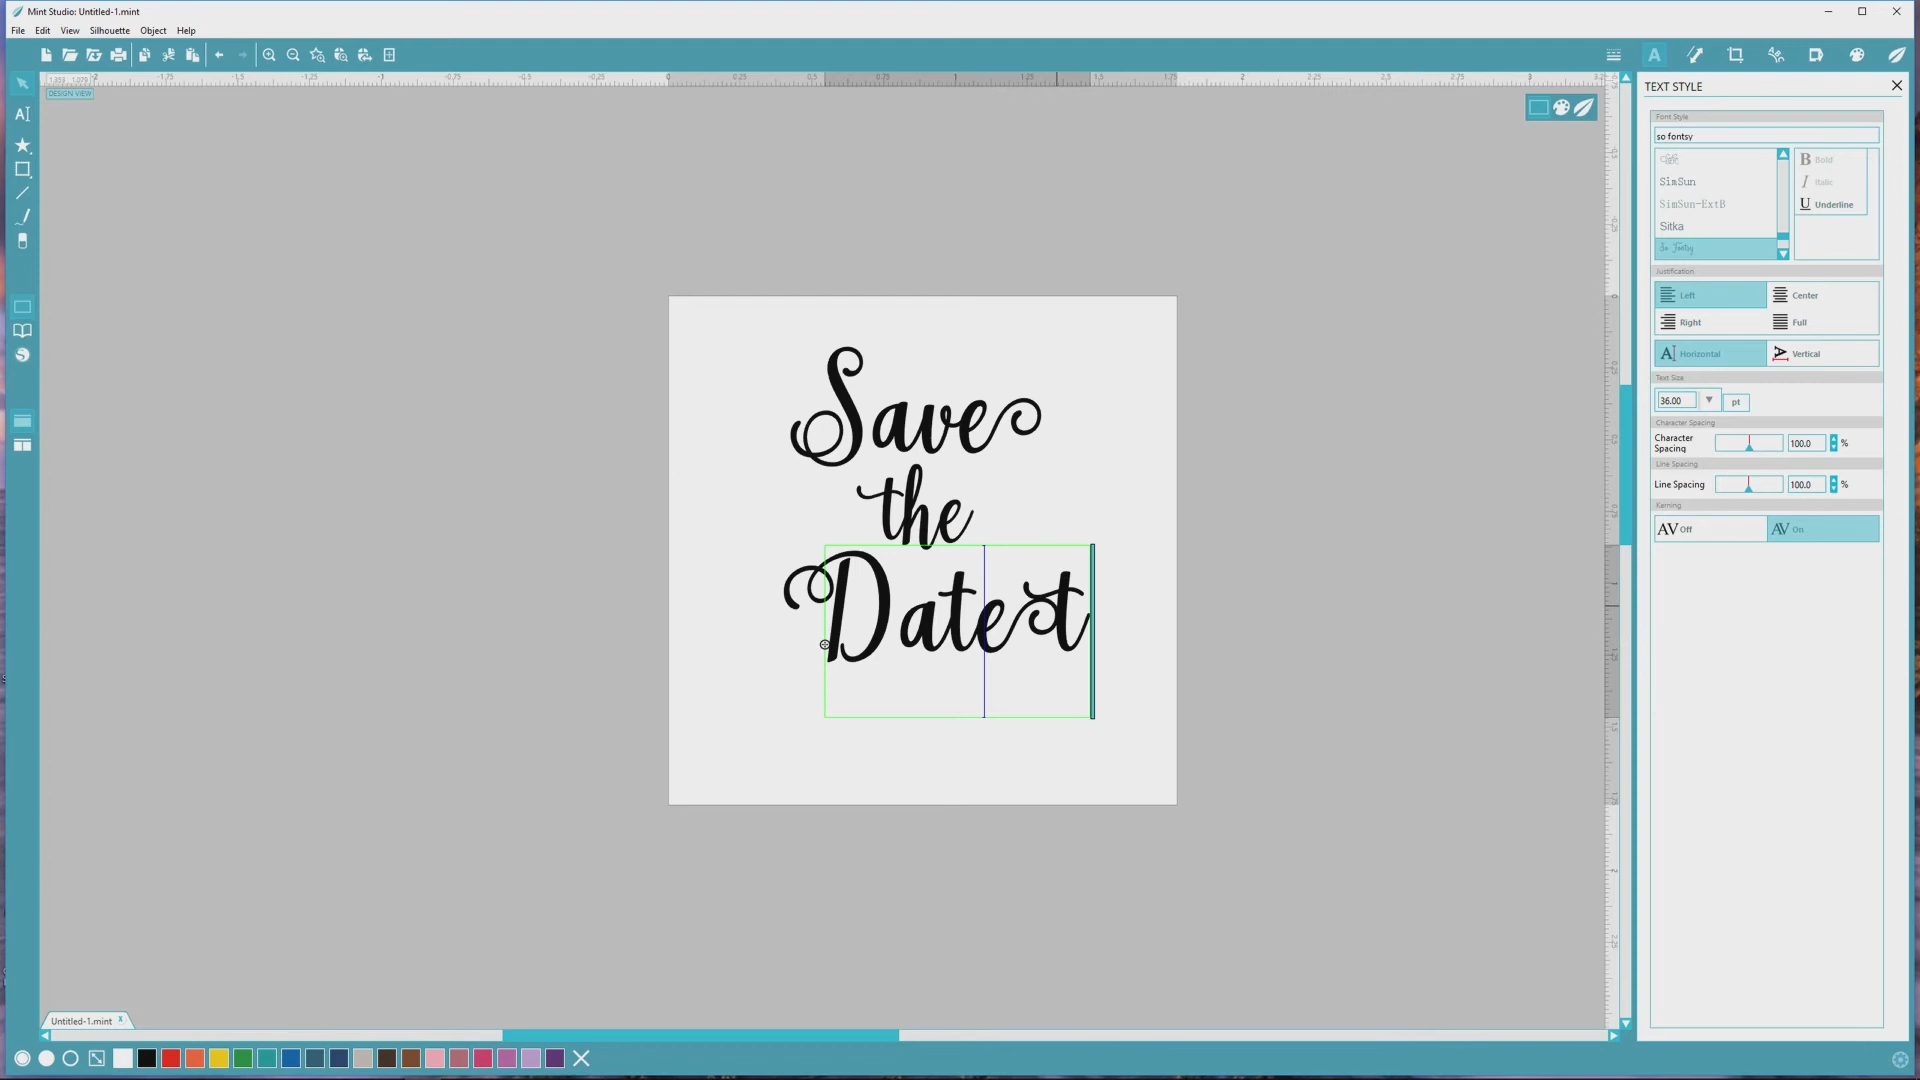 Mint Studio: Untitled-1.mint
File Edit View Silhouette Object Help
DESIGN VIEW
TEXT STYLE
Font Style
so fontsy
SimSun
SimSun-ExtB
Sitka
So Fontsy
B Bold
I Italic
U Underline
Justification
Left Center
Right Full
Horizontal Vertical
Text Size
36.00 pt
Character Spacing
Character Spacing 100.0 %
Line Spacing
Line Spacing 100.0 %
Kerning
AV Off AV On
Save
the
Datet
Untitled-1.mint x